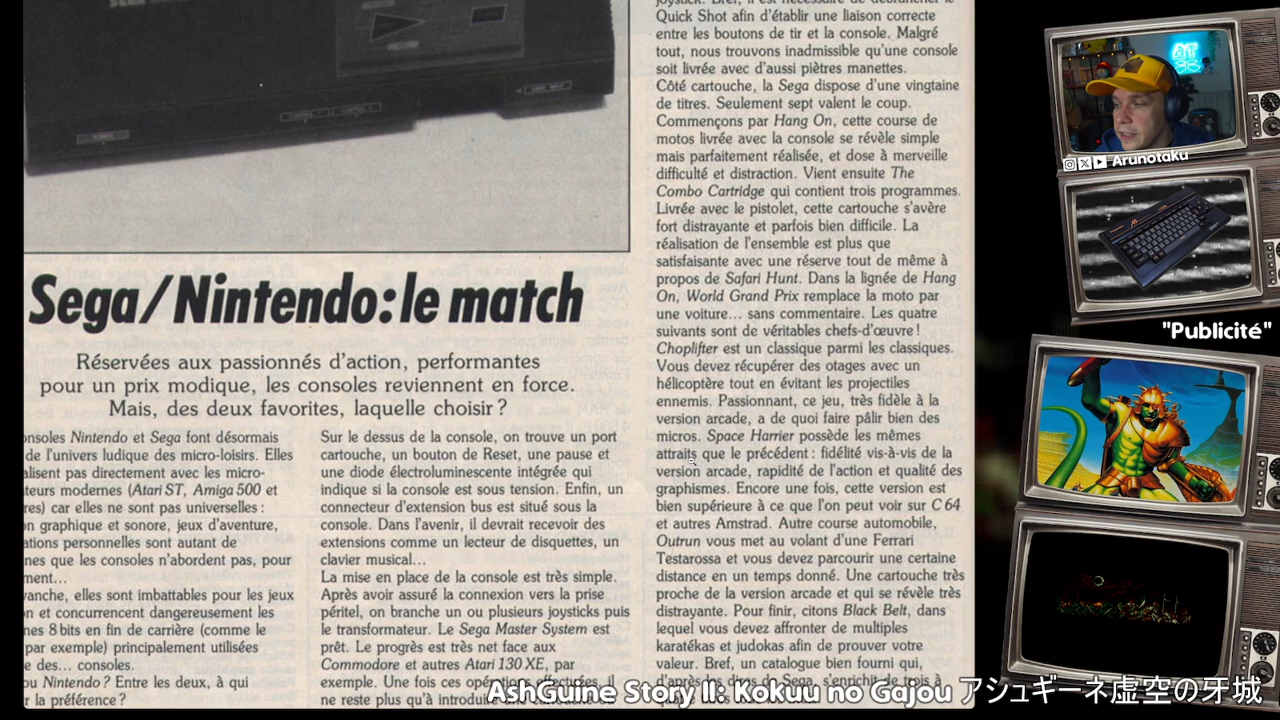 Sega/Nintendo: le match
Réservées aux passionnés d'action, performantes
pour un prix modique, les consoles reviennent en force.
Mais, des deux favorites, laquelle choisir ?
onsoles Nintendo et Sega font désormais
de l'univers ludique des micro-loisirs. Elles
alisent pas directement avec les micro-
teurs modernes (Atari ST, Amiga 500 et
res) car elles ne sont pas universelles :
on graphique et sonore, jeux d'aventure,
ations personnelles sont autant de
nes que les consoles n'abordent pas, pour
ment...
vanche, elles sont imbattables pour les jeux
on et concurrencent dangereusement les
nes 8 bits en fin de carrière (comme le
par exemple) principalement utilisées
e des... consoles.
ou Nintendo ? Entre les deux, à qui
r la préférence ?
Sur le dessus de la console, on trouve un port
cartouche, un bouton de Reset, une pause et
une diode électroluminescente intégrée qui
indique si la console est sous tension. Enfin, un
connecteur d'extension bus est situé sous la
console. Dans l'avenir, il devrait recevoir des
extensions comme un lecteur de disquettes, un
clavier musical...
La mise en place de la console est très simple.
Après avoir assuré la connexion vers la prise
péritel, on branche un ou plusieurs joysticks puis
le transformateur. Le Sega Master System est
prêt. Le progrès est très net face aux
Commodore et autres Atari 130 XE, par
exemple. Une fois ces opérations effectuées, il
ne reste plus qu'à introduire une
joystick. Bref, il est nécessaire de débrancher le
Quick Shot afin d'établir une liaison correcte
entre les boutons de tir et la console. Malgré
tout, nous trouvons inadmissible qu'une console
soit livrée avec d'aussi piètres manettes.
Côté cartouche, la Sega dispose d'une vingtaine
de titres. Seulement sept valent le coup.
Commençons par Hang On, cette course de
motos livrée avec la console se révèle simple
mais parfaitement réalisée, et dose à merveille
difficulté et distraction. Vient ensuite The
Combo Cartridge qui contient trois programmes.
Livrée avec le pistolet, cette cartouche s'avère
fort distrayante et parfois bien difficile. La
réalisation de l'ensemble est plus que
satisfaisante avec une réserve tout de même à
propos de Safari Hunt. Dans la lignée de Hang
On, World Grand Prix remplace la moto par
une voiture... sans commentaire. Les quatre
suivants sont de véritables chefs-d'œuvre !
Choplifter est un classique parmi les classiques.
Vous devez récupérer des otages avec un
hélicoptère tout en évitant les projectiles
ennemis. Passionnant, ce jeu, très fidèle à la
version arcade, a de quoi faire pâlir bien des
micros. Space Harrier possède les mêmes
attraits que le précédent : fidélité vis-à-vis de la
version arcade, rapidité de l'action et qualité des
graphismes. Encore une fois, cette version est
bien supérieure à ce que l'on peut voir sur C 64
et autres Amstrad. Autre course automobile,
Outrun vous met au volant d'une Ferrari
Testarossa et vous devez parcourir une certaine
distance en un temps donné. Une cartouche très
proche de la version arcade et qui se révèle très
distrayante. Pour finir, citons Black Belt, dans
lequel vous devez affronter de multiples
karatékas et judokas afin de prouver votre
valeur. Bref, un catalogue bien fourni qui,
d'après les dires de Sega, s'enrichit de trois à
Arunotaku
"Publicité"
AshGuine Story II: Kokuu no Gajou アシュギーネ虚空の牙城